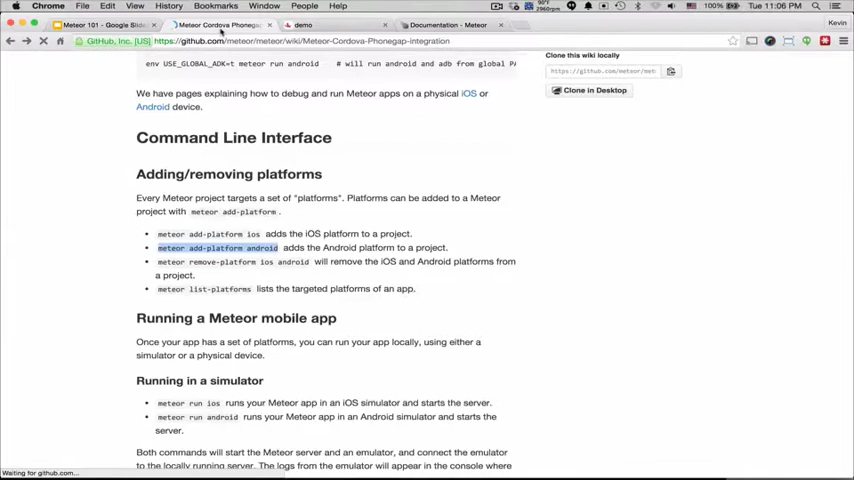 Chrome File Edit View History Bookmarks Window People Help 100% Tue 11:06 PM
Meteor 101 - Google Slide Meteor Cordova Phonegap demo Documentation - Meteor Kevin
GitHub, Inc. [US] https://github.com/meteor/meteor/wiki/Meteor-Cordova-Phonegap-integration
Clone this wiki locally
env USE_GLOBAL_ADK=t meteor run android # will run android and adb from global PA
https://github.com/meteor/met
Clone in Desktop
We have pages explaining how to debug and run Meteor apps on a physical iOS or
Android device.
Command Line Interface
Adding/removing platforms
Every Meteor project targets a set of "platforms". Platforms can be added to a Meteor
project with meteor add-platform .
• meteor add-platform ios adds the iOS platform to a project.
• meteor add-platform android adds the Android platform to a project.
• meteor remove-platform ios android will remove the iOS and Android platforms from
a project.
• meteor list-platforms lists the targeted platforms of an app.
Running a Meteor mobile app
Once your app has a set of platforms, you can run your app locally, using either a
simulator or a physical device.
Running in a simulator
• meteor run ios runs your Meteor app in an iOS simulator and starts the server.
• meteor run android runs your Meteor app in an Android simulator and starts the
server.
Both commands will start the Meteor server and an emulator, and connect the emulator
to the locally running server. The logs from the emulator will appear in the console where
Waiting for github.com...